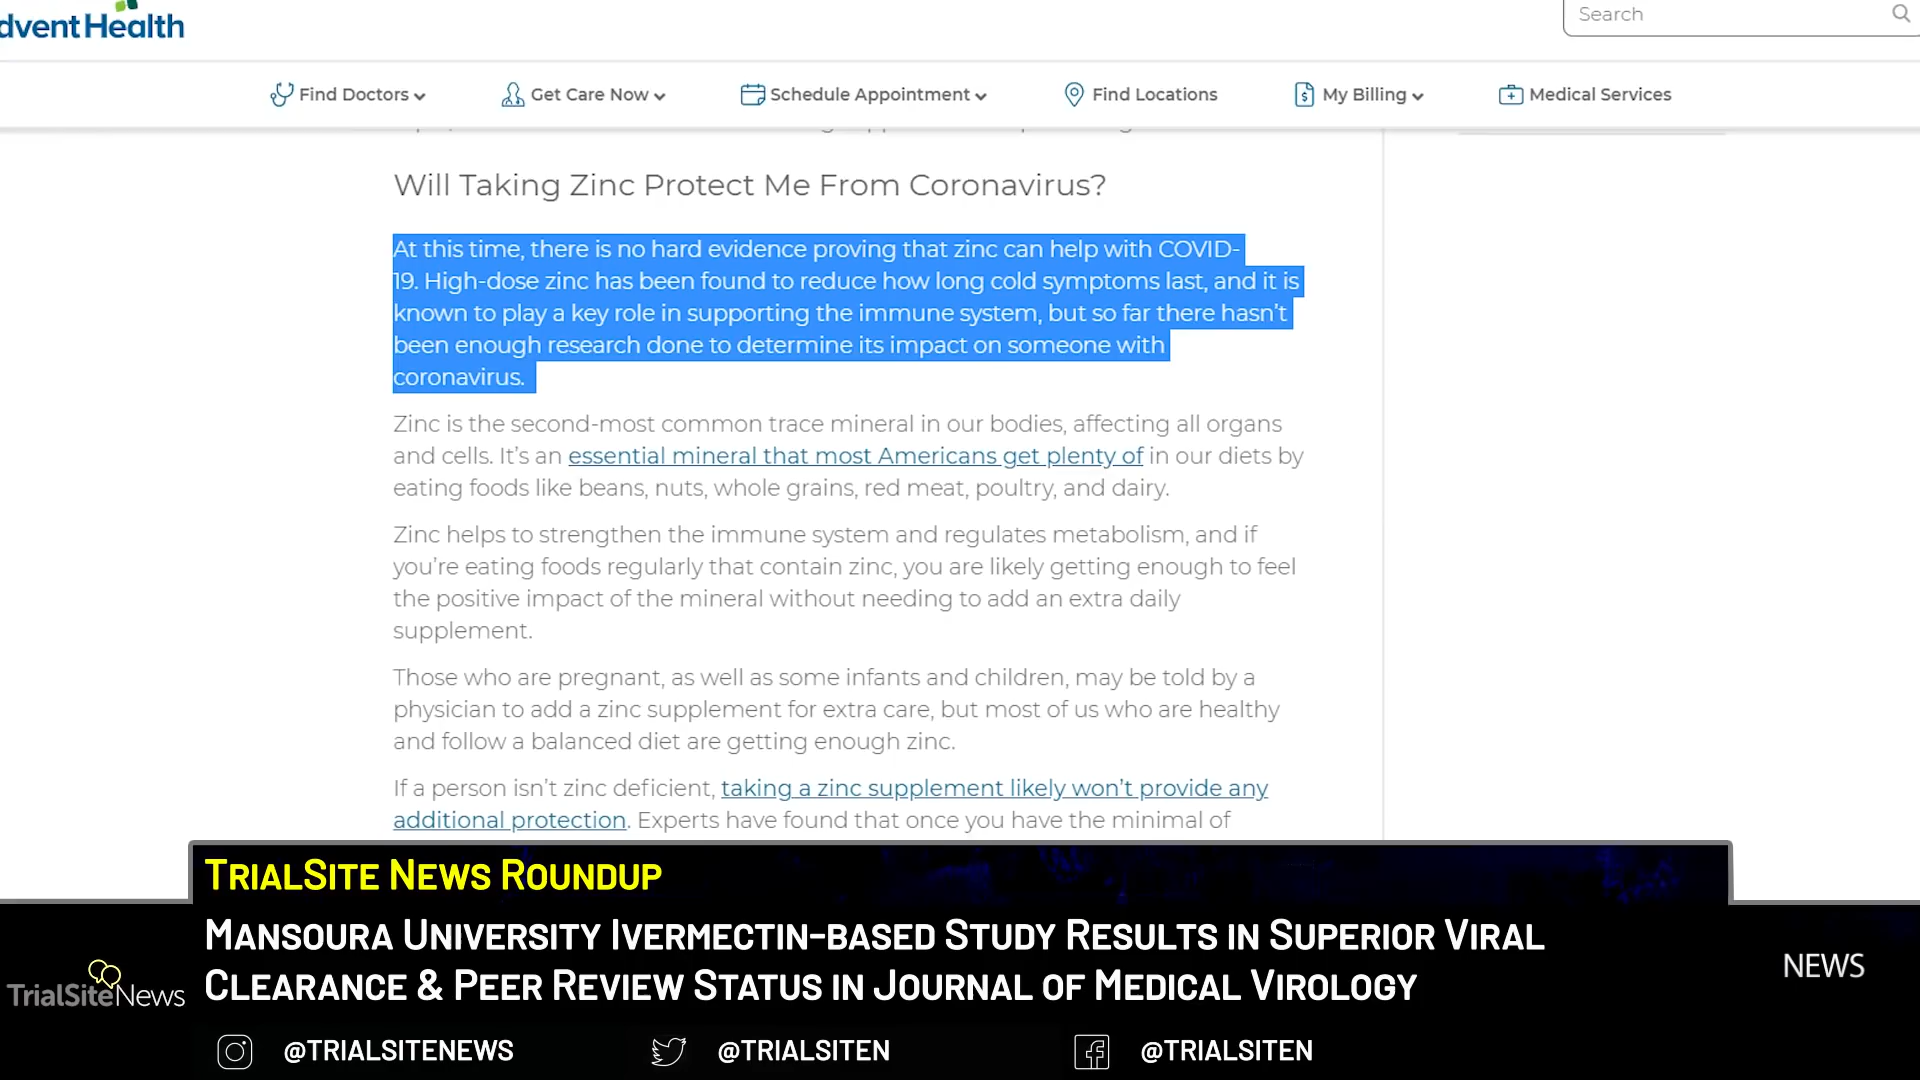 dventHealth
Search
Find Doctors
Get Care Now
Schedule Appointment
Find Locations
My Billing
Medical Services
Will Taking Zinc Protect Me From Coronavirus?
At this time, there is no hard evidence proving that zinc can help with COVID-
19. High-dose zinc has been found to reduce how long cold symptoms last, and it is
known to play a key role in supporting the immune system, but so far there hasn't
been enough research done to determine its impact on someone with
coronavirus.
Zinc is the second-most common trace mineral in our bodies, affecting all organs
and cells. It's an essential mineral that most Americans get plenty of in our diets by
eating foods like beans, nuts, whole grains, red meat, poultry, and dairy.
Zinc helps to strengthen the immune system and regulates metabolism, and if
you're eating foods regularly that contain zinc, you are likely getting enough to feel
the positive impact of the mineral without needing to add an extra daily
supplement.
Those who are pregnant, as well as some infants and children, may be told by a
physician to add a zinc supplement for extra care, but most of us who are healthy
and follow a balanced diet are getting enough zinc.
If a person isn't zinc deficient, taking a zinc supplement likely won't provide any
additional protection. Experts have found that once you have the minimal of
TrialSite News Roundup
Mansoura University Ivermectin-based Study Results in Superior Viral
Clearance & Peer Review Status in Journal of Medical Virology
NEWS
TrialSiteNews
@TRIALSITENEWS
@TRIALSITEN
@TRIALSITEN